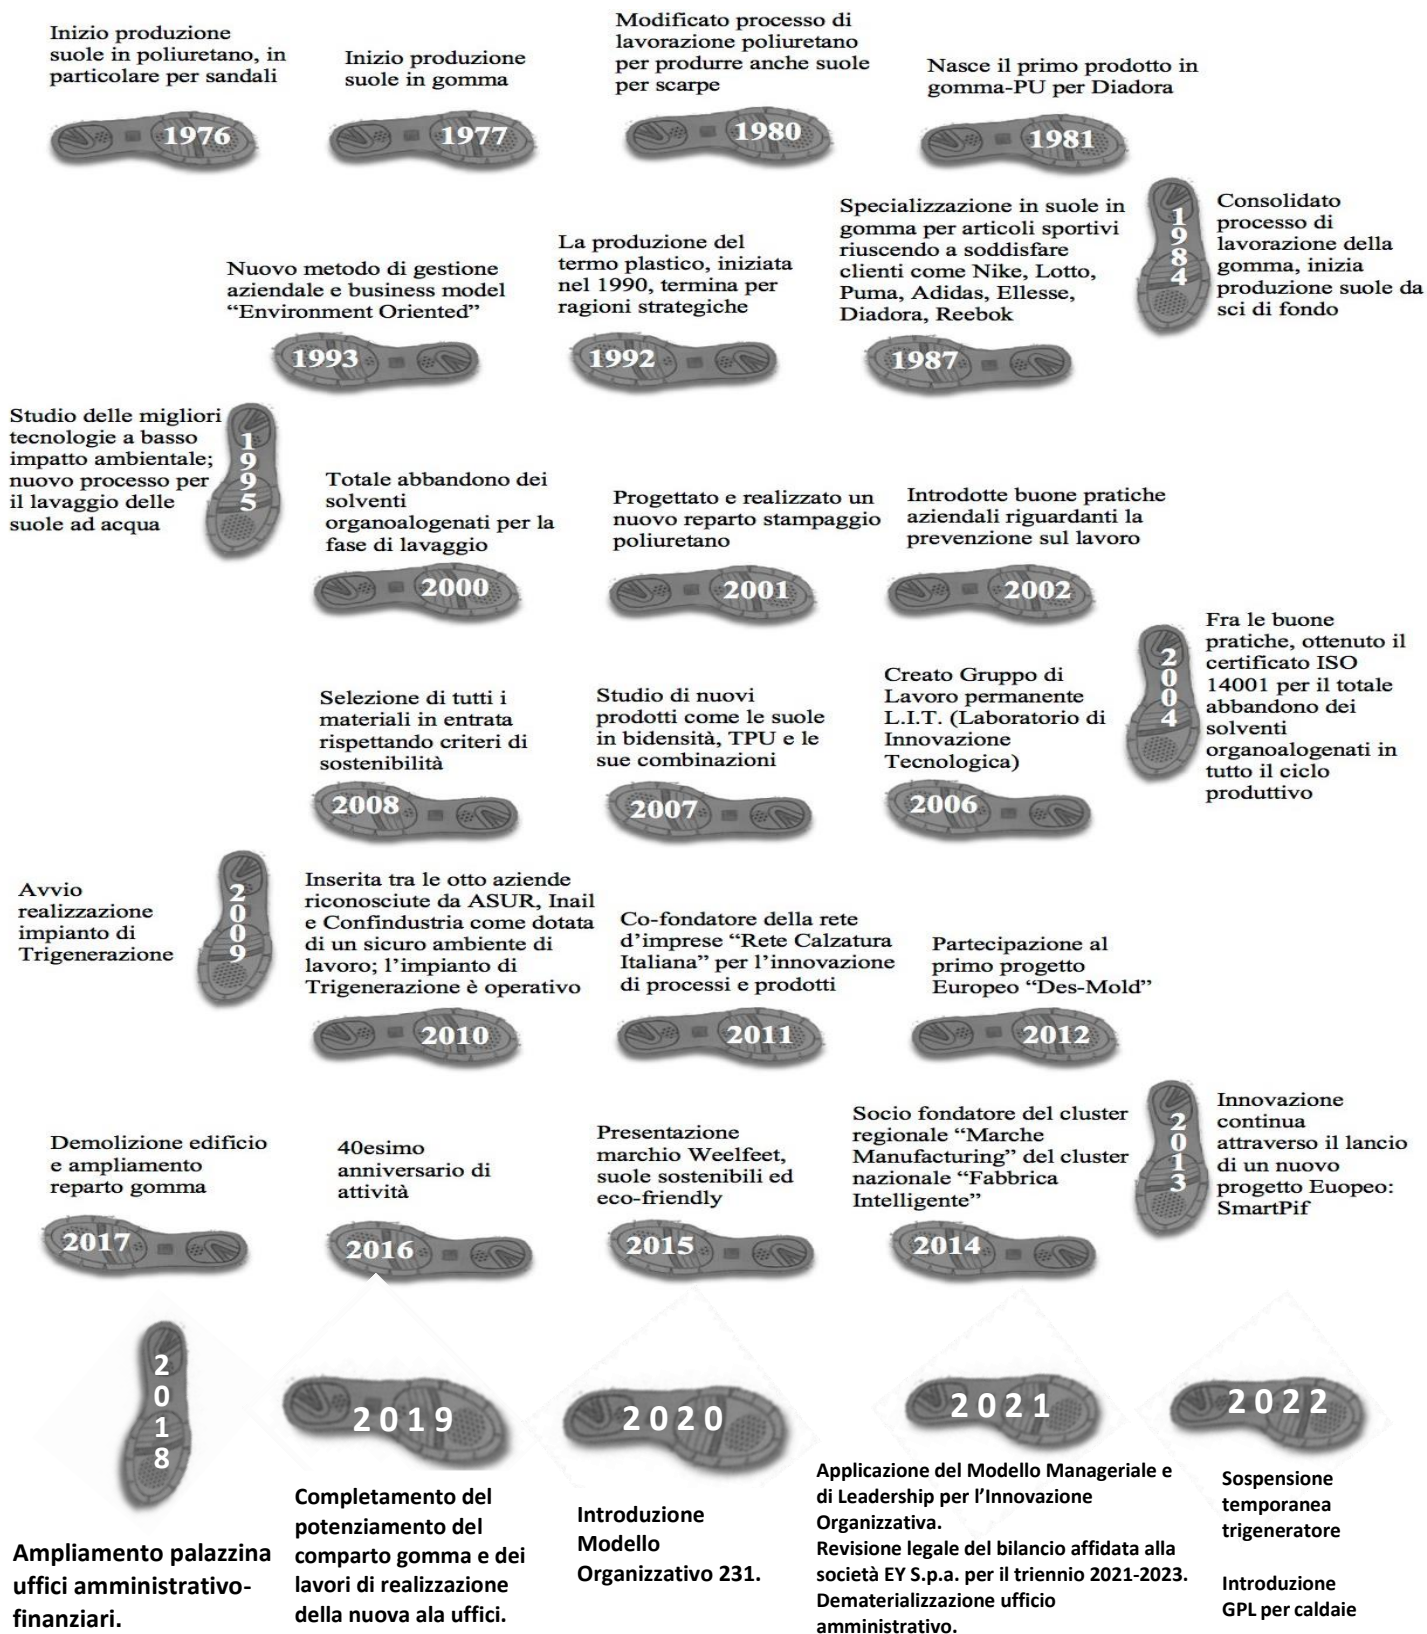 Inizio produzione
suole in poliuretano, in
particolare per sandali
1976
Inizio produzione
suole in gomma
1977
Modificato processo di
lavorazione poliuretano
per produrre anche suole
per scarpe
1980
Nasce il primo prodotto in
gomma-PU per Diadora
1981
Consolidato
processo di
lavorazione della
gomma, inizia
produzione suole da
sci di fondo
1984
Specializzazione in suole in
gomma per articoli sportivi
riuscendo a soddisfare
clienti come Nike, Lotto,
Puma, Adidas, Ellesse,
Diadora, Reebok
1987
La produzione del
termo plastico, iniziata
nel 1990, termina per
ragioni strategiche
1992
Nuovo metodo di gestione
aziendale e business model
“Environment Oriented”
1993
Studio delle migliori
tecnologie a basso
impatto ambientale;
nuovo processo per
il lavaggio delle
suole ad acqua
1995
Totale abbandono dei
solventi
organoalogenati per la
fase di lavaggio
2000
Progettato e realizzato un
nuovo reparto stampaggio
poliuretano
2001
Introdotte buone pratiche
aziendali riguardanti la
prevenzione sul lavoro
2002
Fra le buone
pratiche, ottenuto il
certificato ISO
14001 per il totale
abbandono dei
solventi
organoalogenati in
tutto il ciclo
produttivo
2004
Creato Gruppo di
Lavoro permanente
L.I.T. (Laboratorio di
Innovazione
Tecnologica)
2006
Studio di nuovi
prodotti come le suole
in bidensità, TPU e le
sue combinazioni
2007
Selezione di tutti i
materiali in entrata
rispettando criteri di
sostenibilità
2008
Avvio
realizzazione
impianto di
Trigenerazione
2009
Inserita tra le otto aziende
riconosciute da ASUR, Inail
e Confindustria come dotata
di un sicuro ambiente di
lavoro; l’impianto di
Trigenerazione è operativo
2010
Co-fondatore della rete
d’imprese “Rete Calzatura
Italiana” per l’innovazione
di processi e prodotti
2011
Partecipazione al
primo progetto
Europeo “Des-Mold”
2012
Innovazione
continua
attraverso il lancio
di un nuovo
progetto Euopeo:
SmartPif
2013
Socio fondatore del cluster
regionale “Marche
Manufacturing” del cluster
nazionale “Fabbrica
Intelligente”
2014
Presentazione
marchio Weelfeet,
suole sostenibili ed
eco-friendly
2015
40esimo
anniversario di
attività
2016
Demolizione edificio
e ampliamento
reparto gomma
2017
2018
Ampliamento palazzina
uffici amministrativo-
finanziari.
2019
Completamento del
potenziamento del
comparto gomma e dei
lavori di realizzazione
della nuova ala uffici.
2020
Introduzione
Modello
Organizzativo 231.
2021
Applicazione del Modello Manageriale e
di Leadership per l’Innovazione
Organizzativa.
Revisione legale del bilancio affidata alla
società EY S.p.a. per il triennio 2021-2023.
Dematerializzazione ufficio
amministrativo.
2022
Sospensione
temporanea
trigeneratore
Introduzione
GPL per caldaie